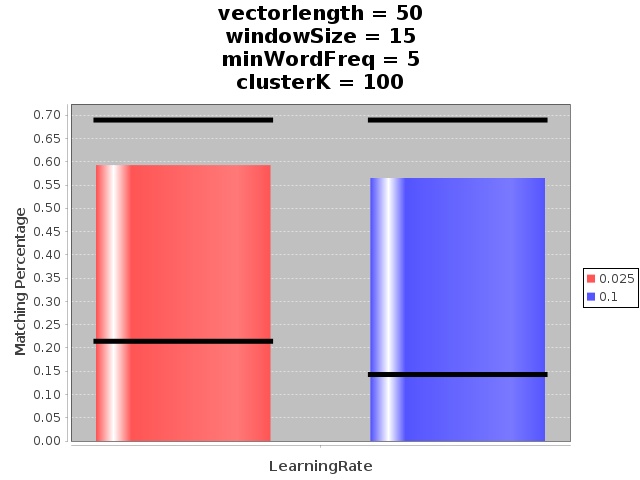 vectorlength = 50
windowSize = 15
minWordFreq = 5
clusterK = 100
Matching Percentage
0.70
0.65
0.60
0.55
0.50
0.45
0.40
0.35
0.30
0.25
0.20
0.15
0.10
0.05
0.00
0.025
0.1
LearningRate